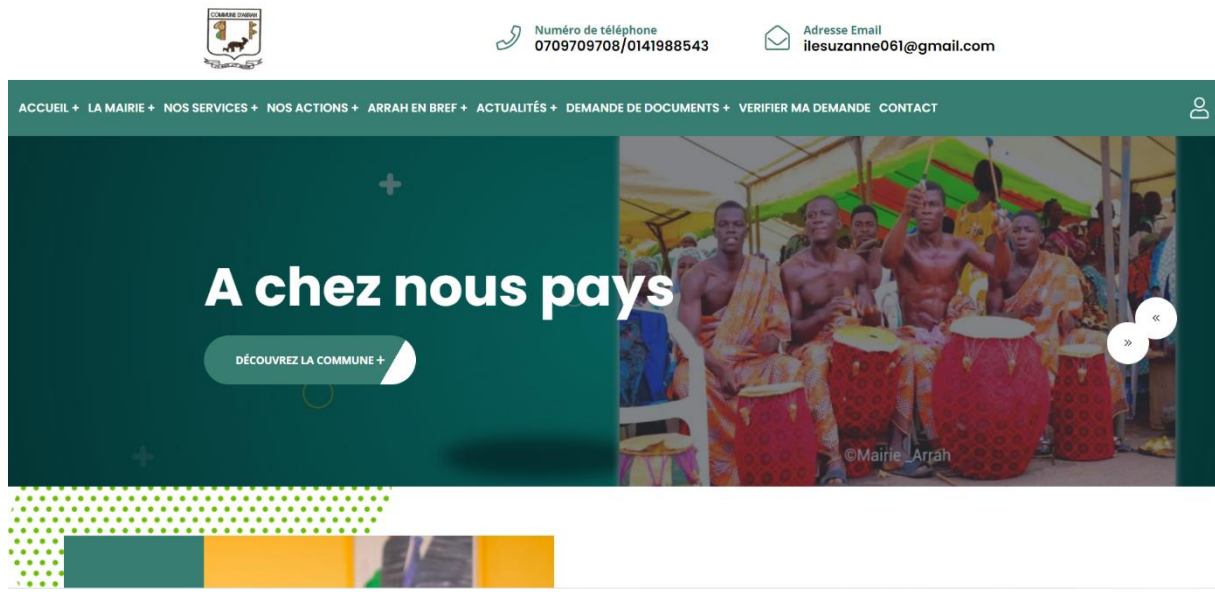 COMMUNE D'ARRAH
Numéro de téléphone
0709709708/0141988543
Adresse Email
ilesuzanne061@gmail.com
ACCUEIL + LA MAIRIE + NOS SERVICES + NOS ACTIONS + ARRAH EN BREF + ACTUALITÉS + DEMANDE DE DOCUMENTS + VERIFIER MA DEMANDE CONTACT
A chez nous pays
DÉCOUVREZ LA COMMUNE +
©Mairie_Arrah